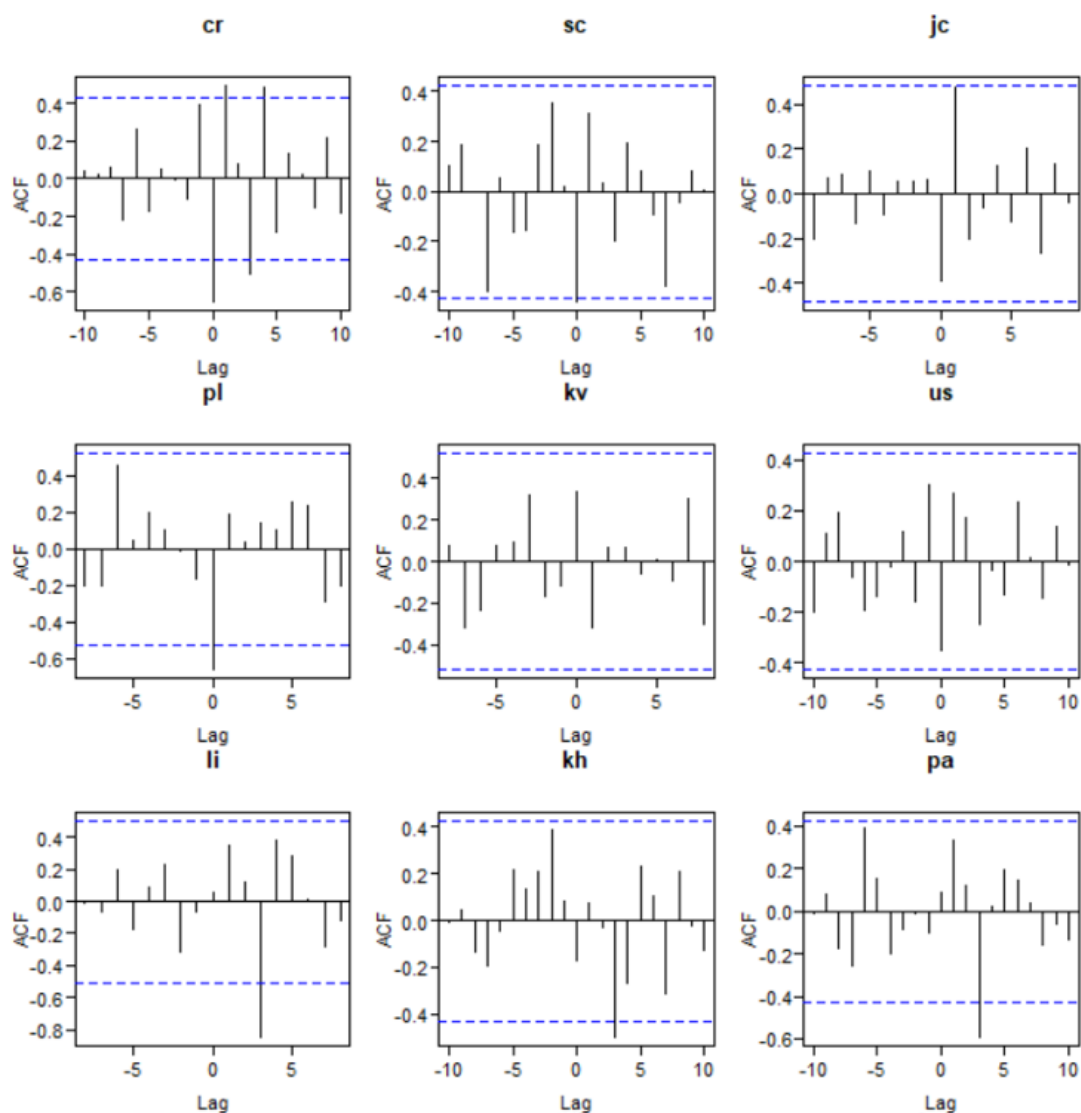 cr sc jc
0.4 0.4 0.4
0.2 0.2 0.2
0.0 0.0 0.0
-0.2 -0.2 -0.2
-0.4 -0.4 -0.4
-0.6
ACF ACF ACF
-10 -5 0 5 10 -10 -5 0 5 10 -5 0 5
Lag Lag Lag
pl kv us
0.4 0.4 0.4
0.2 0.2 0.2
0.0 0.0 0.0
-0.2 -0.2 -0.2
-0.4 -0.4 -0.4
-0.6
ACF ACF ACF
-5 0 5 -5 0 5 -10 -5 0 5 10
Lag Lag Lag
li kh pa
0.4 0.4 0.4
0.2 0.2 0.2
0.0 0.0 0.0
-0.2 -0.2 -0.2
-0.4 -0.4 -0.4
-0.6 -0.6
-0.8
ACF ACF ACF
-5 0 5 -10 -5 0 5 10 -10 -5 0 5 10
Lag Lag Lag